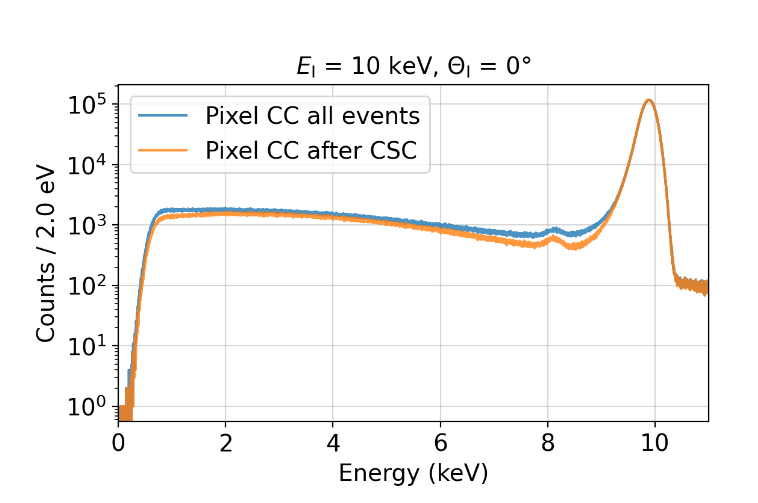 E_I = 10 keV, Θ_I = 0°
Pixel CC all events
Pixel CC after CSC
10^5
10^4
10^3
10^2
10^1
10^0
Counts / 2.0 eV
0 2 4 6 8 10
Energy (keV)